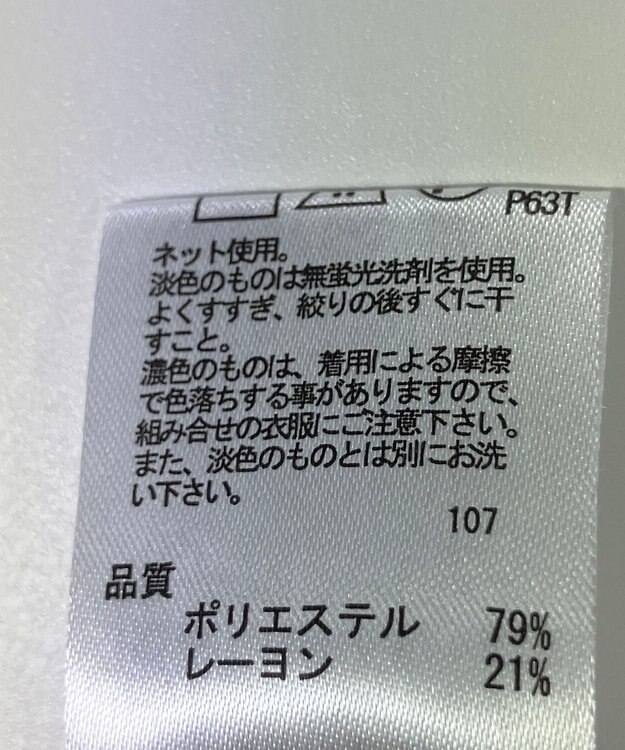 P63T
ネット使用。
淡色のものは無蛍光洗剤を使用。
よくすすぎ、絞りの後すぐに干
すこと。
濃色のものは、着用による摩擦
で色落ちする事がありますので、
組み合せの衣服にご注意下さい。
また、淡色のものとは別にお洗
い下さい。
107
品質
ポリエステル 79%
レーヨン 21%